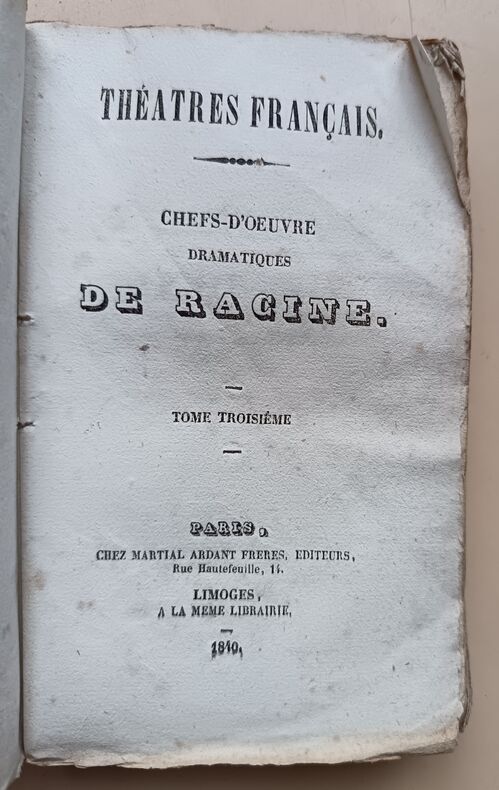 THÉATRES FRANÇAIS.
CHEFS-D'OEUVRE
DRAMATIQUES
DE RACINE.
TOME TROISIÉME
PARIS,
CHEZ MARTIAL ARDANT FRERES, EDITEURS,
Rue Hautefeuille, 14.
LIMOGES,
A LA MEME LIBRAIRIE,
1840.